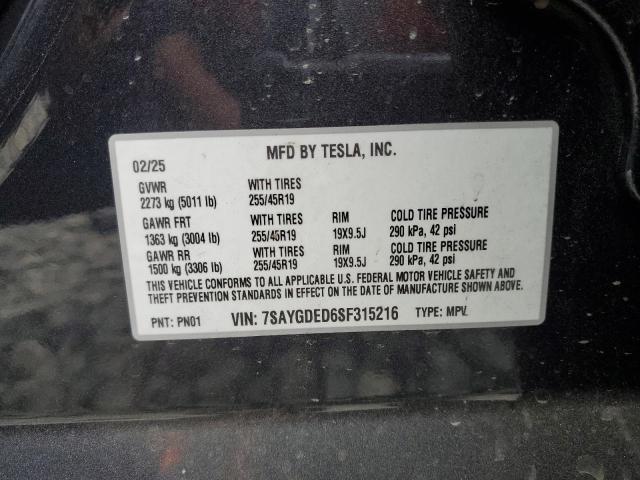 02/25 MFD BY TESLA, INC.
GVWR WITH TIRES
2273 kg (5011 lb) 255/45R19
GAWR FRT WITH TIRES RIM COLD TIRE PRESSURE
1363 kg (3004 lb) 255/45R19 19X9.5J 290 kPa, 42 psi
GAWR RR WITH TIRES RIM COLD TIRE PRESSURE
1500 kg (3306 lb) 255/45R19 19X9.5J 290 kPa, 42 psi
THIS VEHICLE CONFORMS TO ALL APPLICABLE U.S. FEDERAL MOTOR VEHICLE SAFETY AND
THEFT PREVENTION STANDARDS IN EFFECT ON THE DATE OF MANUFACTURE SHOWN ABOVE.
PNT: PN01 VIN: 7SAYGDED6SF315216 TYPE: MPV